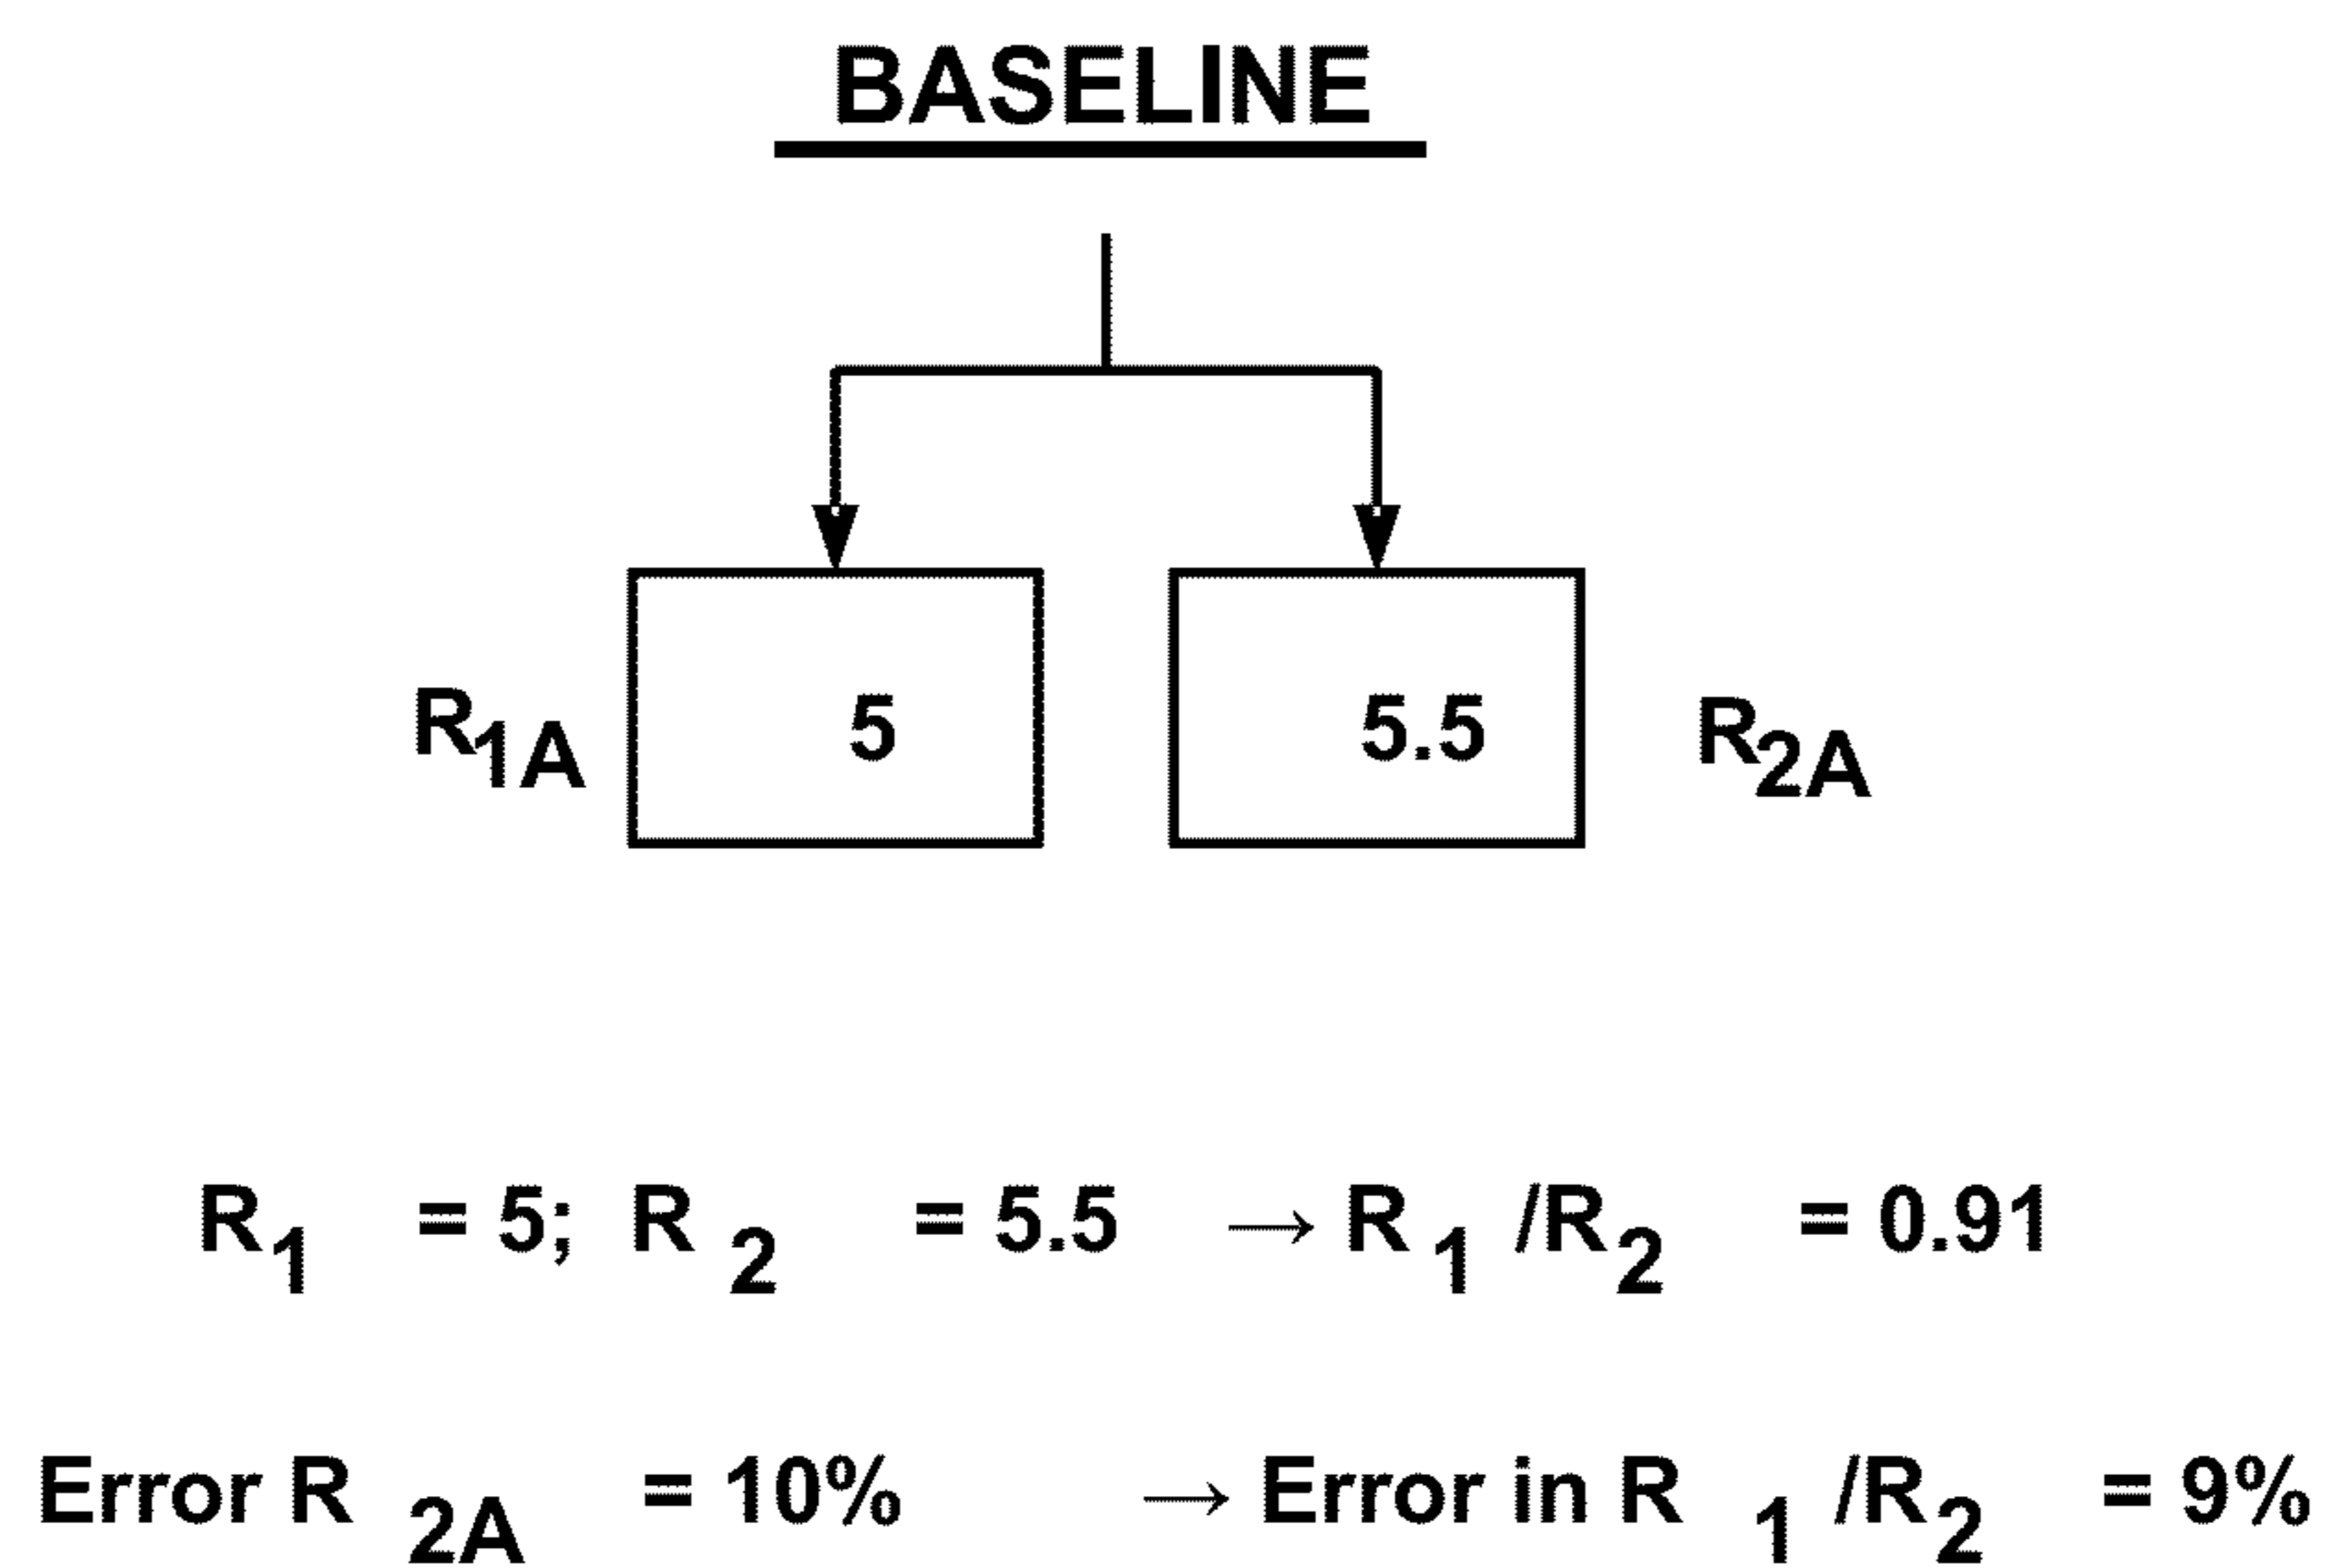 BASELINE
R1A 5 5.5 R2A
R1 = 5; R2 = 5.5 → R1/R2 = 0.91
Error R2A = 10% → Error in R1/R2 = 9%